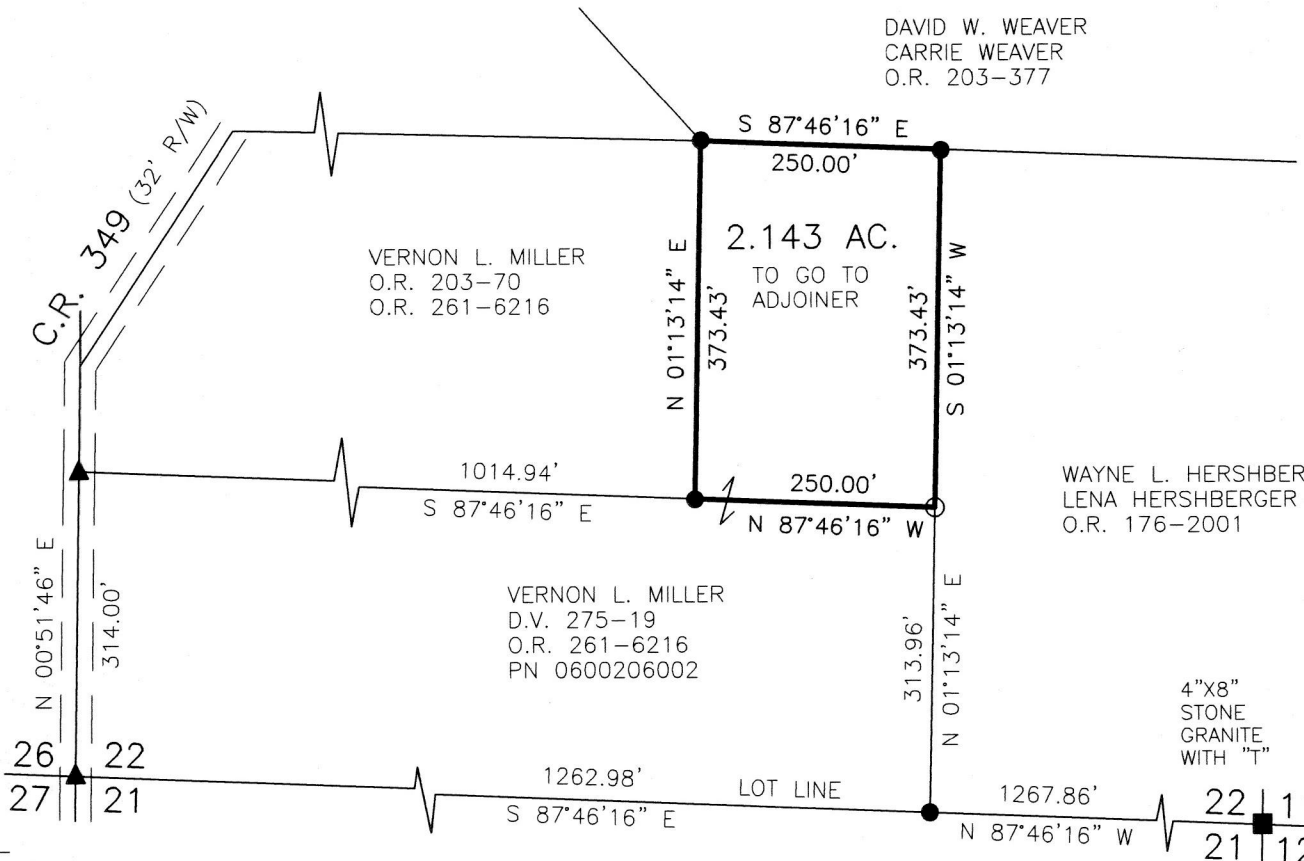 DAVID W. WEAVER
CARRIE WEAVER
O.R. 203-377
C.R. 349 (32' R/W)
S 87°46'16" E
250.00'
VERNON L. MILLER
O.R. 203-70
O.R. 261-6216
N 01°13'14" E
373.43'
2.143 AC.
TO GO TO
ADJOINER
373.43'
S 01°13'14" W
1014.94'
S 87°46'16" E
250.00'
N 87°46'16" W
WAYNE L. HERSHBER
LENA HERSHBERGER
O.R. 176-2001
N 00°51'46" E
314.00'
VERNON L. MILLER
D.V. 275-19
O.R. 261-6216
PN 0600206002
313.96'
N 01°13'14" E
4"X8"
STONE
GRANITE
WITH "T"
26 22
27 21
1262.98'
LOT LINE
S 87°46'16" E
1267.86'
N 87°46'16" W
22 1
21 12